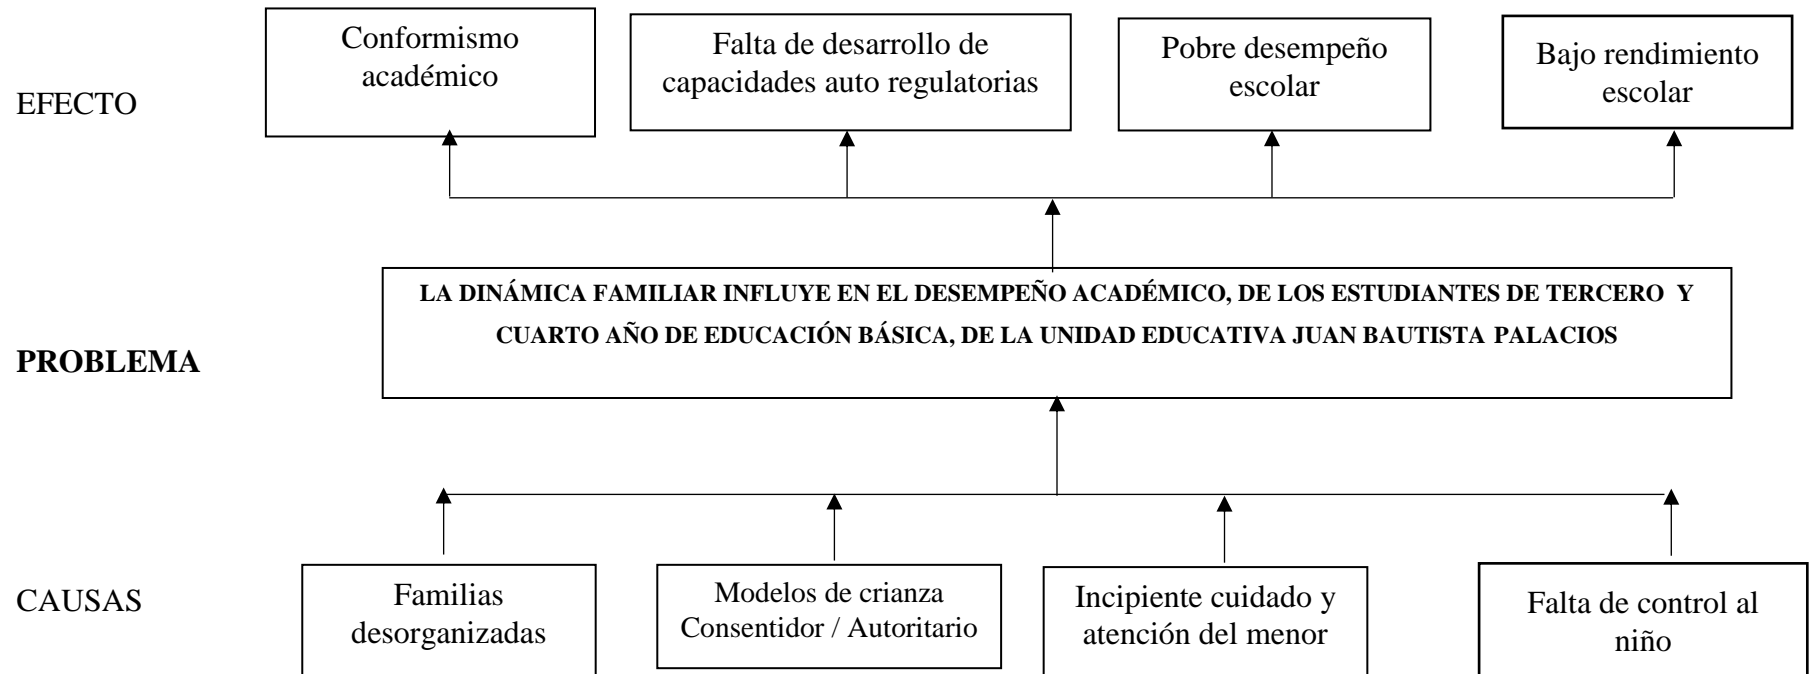 EFECTO
Conformismo
académico
Falta de desarrollo de
capacidades auto regulatorias
Pobre desempeño
escolar
Bajo rendimiento
escolar
PROBLEMA
LA DINÁMICA FAMILIAR INFLUYE EN EL DESEMPEÑO ACADÉMICO, DE LOS ESTUDIANTES DE TERCERO Y
CUARTO AÑO DE EDUCACIÓN BÁSICA, DE LA UNIDAD EDUCATIVA JUAN BAUTISTA PALACIOS
CAUSAS
Familias
desorganizadas
Modelos de crianza
Consentidor / Autoritario
Incipiente cuidado y
atención del menor
Falta de control al
niño